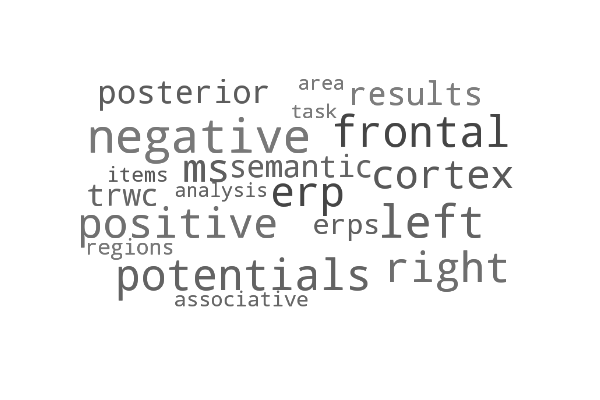 area
posterior results
task
negative frontal
items ms semantic cortex
trwc analysis erp
positive erps left
regions
potentials right
associative